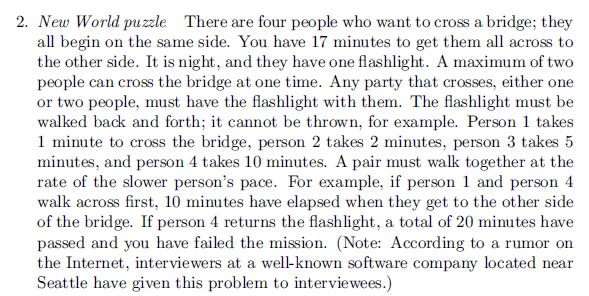 2. New World puzzle There are four people who want to cross a bridge; they
all begin on the same side. You have 17 minutes to get them all across to
the other side. It is night, and they have one flashlight. A maximum of two
people can cross the bridge at one time. Any party that crosses, either one
or two people, must have the flashlight with them. The flashlight must be
walked back and forth; it cannot be thrown, for example. Person 1 takes
1 minute to cross the bridge, person 2 takes 2 minutes, person 3 takes 5
minutes, and person 4 takes 10 minutes. A pair must walk together at the
rate of the slower person's pace. For example, if person 1 and person 4
walk across first, 10 minutes have elapsed when they get to the other side
of the bridge. If person 4 returns the flashlight, a total of 20 minutes have
passed and you have failed the mission. (Note: According to a rumor on
the Internet, interviewers at a well-known software company located near
Seattle have given this problem to interviewees.)